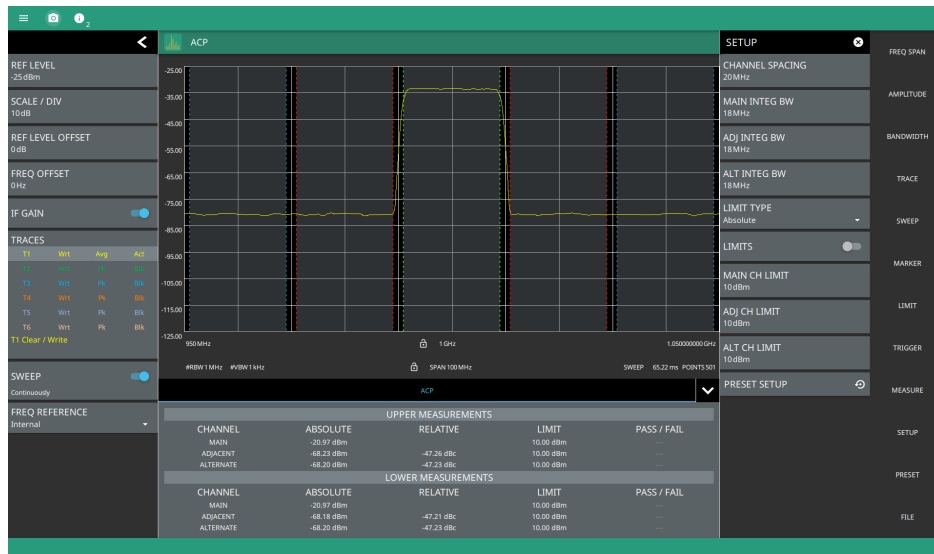 2
ACP
REF LEVEL
-25 dBm
SCALE / DIV
10 dB
REF LEVEL OFFSET
0 dB
FREQ OFFSET
0 Hz
IF GAIN
TRACES
T1 Wrt Avg Act
T2 Wrt Pk Blk
T3 Wrt Pk Blk
T4 Wrt Pk Blk
T5 Wrt Pk Blk
T6 Wrt Pk Blk
T1 Clear / Write
SWEEP
Continuously
FREQ REFERENCE
Internal
-25.00
-35.00
-45.00
-55.00
-65.00
-75.00
-85.00
-95.00
-105.00
-115.00
-125.00
950 MHz 1 GHz 1.050000000 GHz
#RBW 1 MHz #VBW 1 kHz SPAN 100 MHz SWEEP 65.22 ms POINTS 501
ACP
UPPER MEASUREMENTS
CHANNEL ABSOLUTE RELATIVE LIMIT PASS / FAIL
MAIN -20.97 dBm 10.00 dBm ---
ADJACENT -68.23 dBm -47.26 dBc 10.00 dBm ---
ALTERNATE -68.20 dBm -47.23 dBc 10.00 dBm ---
LOWER MEASUREMENTS
CHANNEL ABSOLUTE RELATIVE LIMIT PASS / FAIL
MAIN -20.97 dBm 10.00 dBm ---
ADJACENT -68.18 dBm -47.21 dBc 10.00 dBm ---
ALTERNATE -68.20 dBm -47.23 dBc 10.00 dBm ---
SETUP
CHANNEL SPACING
20 MHz
MAIN INTEG BW
18 MHz
ADJ INTEG BW
18 MHz
ALT INTEG BW
18 MHz
LIMIT TYPE
Absolute
LIMITS
MAIN CH LIMIT
10 dBm
ADJ CH LIMIT
10 dBm
ALT CH LIMIT
10 dBm
PRESET SETUP
FREQ SPAN
AMPLITUDE
BANDWIDTH
TRACE
SWEEP
MARKER
LIMIT
TRIGGER
MEASURE
SETUP
PRESET
FILE